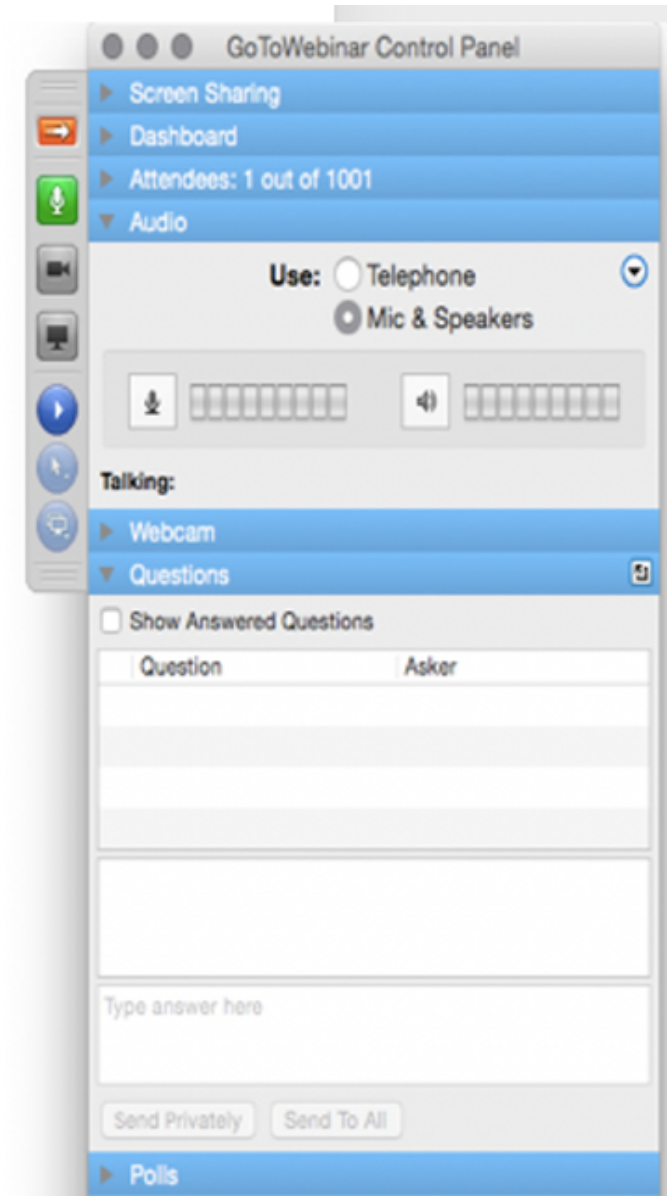 GoToWebinar Control Panel
Screen Sharing
Dashboard
Attendees: 1 out of 1001
Audio
Use: Telephone
Mic & Speakers
Talking:
Webcam
Questions
Show Answered Questions
Question Asker
Type answer here
Send Privately Send To All
Polls